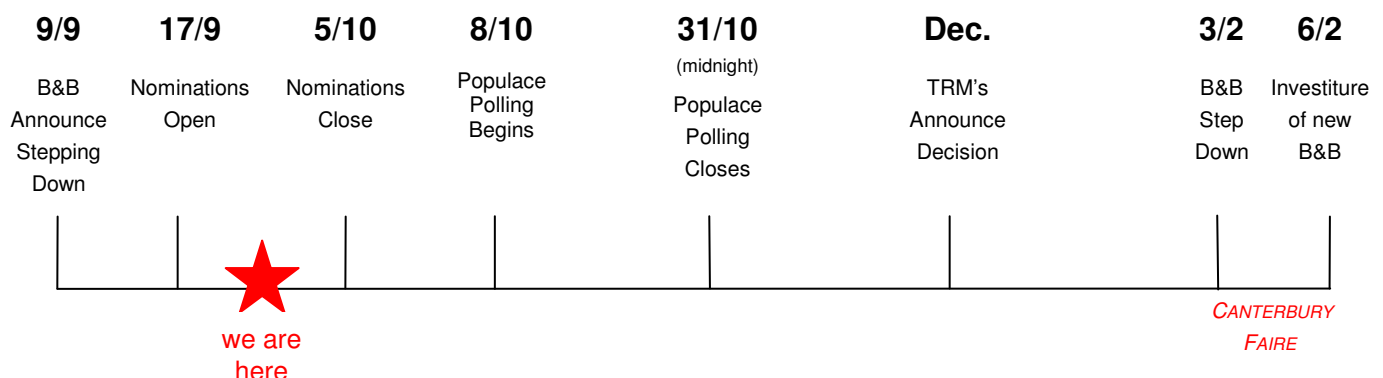 9/9
B&B
Announce
Stepping
Down
17/9
Nominations
Open
5/10
Nominations
Close
8/10
Populace
Polling
Begins
31/10
(midnight)
Populace
Polling
Closes
Dec.
TRM's
Announce
Decision
3/2
B&B
Step
Down
6/2
Investiture
of new
B&B
we are
here
CANTERBURY
FAIRE